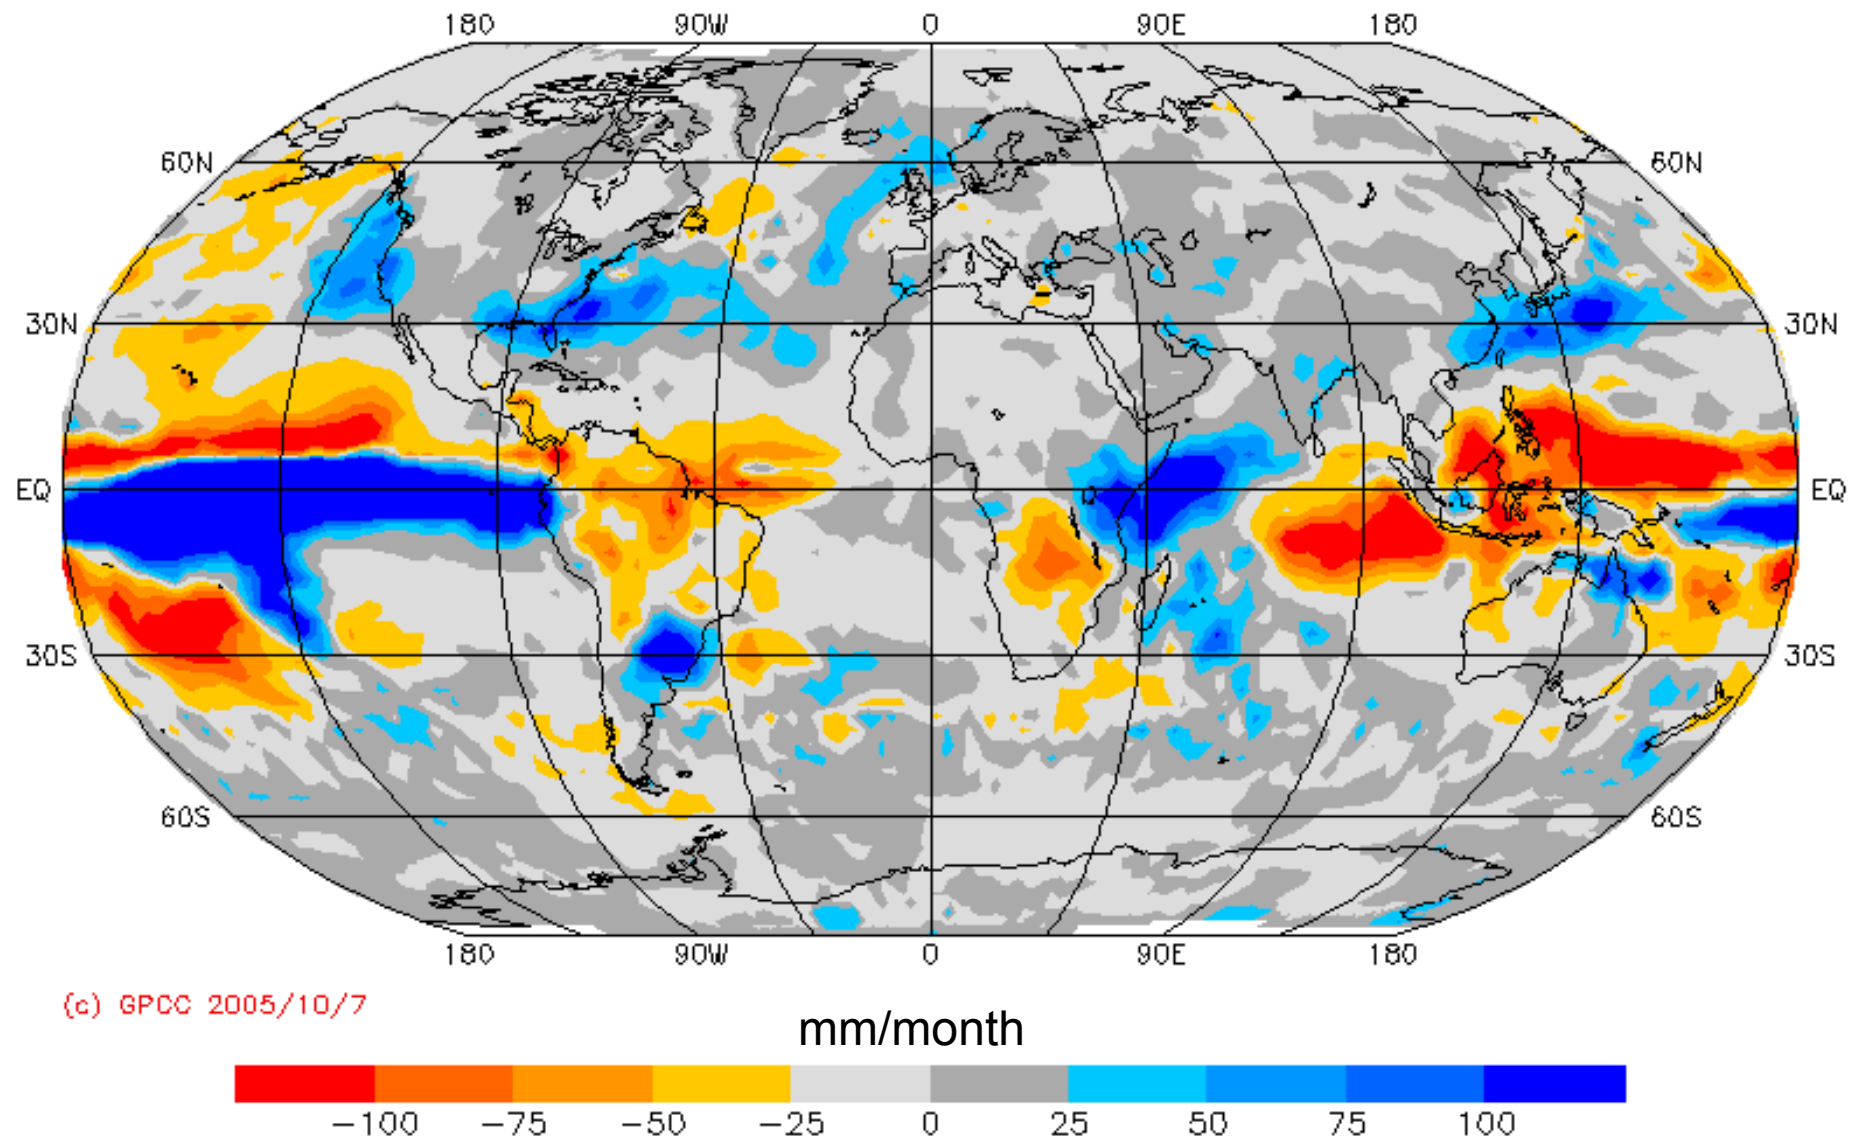 180 90W 0 90E 180
60N 60N
30N 30N
EQ EQ
30S 30S
60S 60S
180 90W 0 90E 180
(c) GPCC 2005/10/7
mm/month
−100 −75 −50 −25 0 25 50 75 100